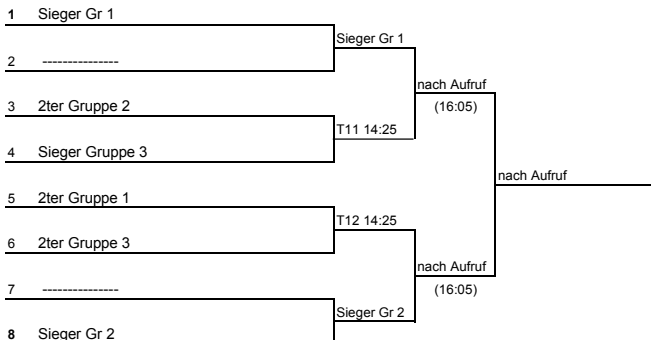 1 Sieger Gr 1
Sieger Gr 1
2 ---------------
nach Aufruf
3 2ter Gruppe 2
(16:05)
T11 14:25
4 Sieger Gruppe 3
nach Aufruf
5 2ter Gruppe 1
T12 14:25
6 2ter Gruppe 3
nach Aufruf
7 ---------------
(16:05)
Sieger Gr 2
8 Sieger Gr 2